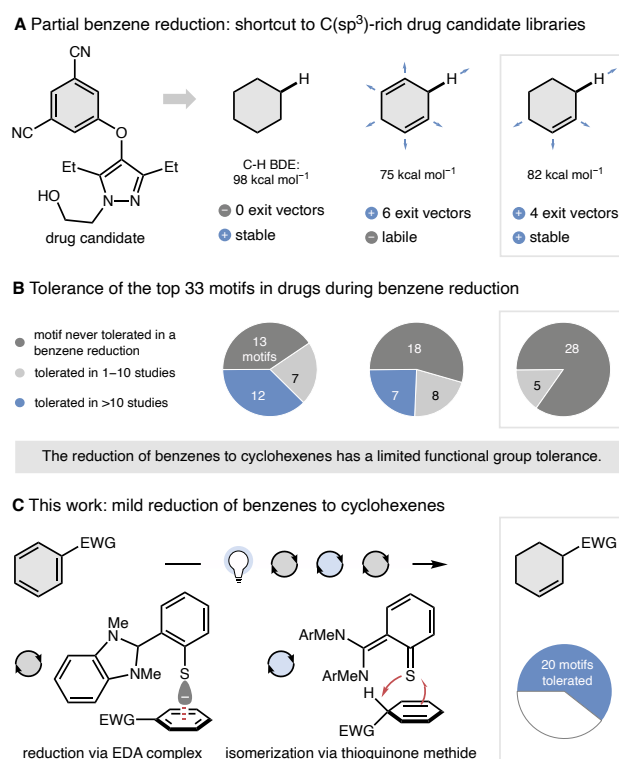 A Partial benzene reduction: shortcut to C(sp³)-rich drug candidate libraries
CN
NC
O
Et
Et
HO
N
N
drug candidate
H
C-H BDE:
98 kcal mol⁻¹
− 0 exit vectors
+ stable
H
75 kcal mol⁻¹
+ 6 exit vectors
− labile
H
82 kcal mol⁻¹
+ 4 exit vectors
+ stable
B Tolerance of the top 33 motifs in drugs during benzene reduction
motif never tolerated in a
benzene reduction
tolerated in 1–10 studies
tolerated in >10 studies
13
motifs
7
12
18
8
7
28
5
The reduction of benzenes to cyclohexenes has a limited functional group tolerance.
C This work: mild reduction of benzenes to cyclohexenes
EWG
EWG
Me
N
N
Me
S
−
EWG
reduction via EDA complex
ArMeN
ArMeN
S
H
EWG
isomerization via thioquinone methide
20 motifs
tolerated